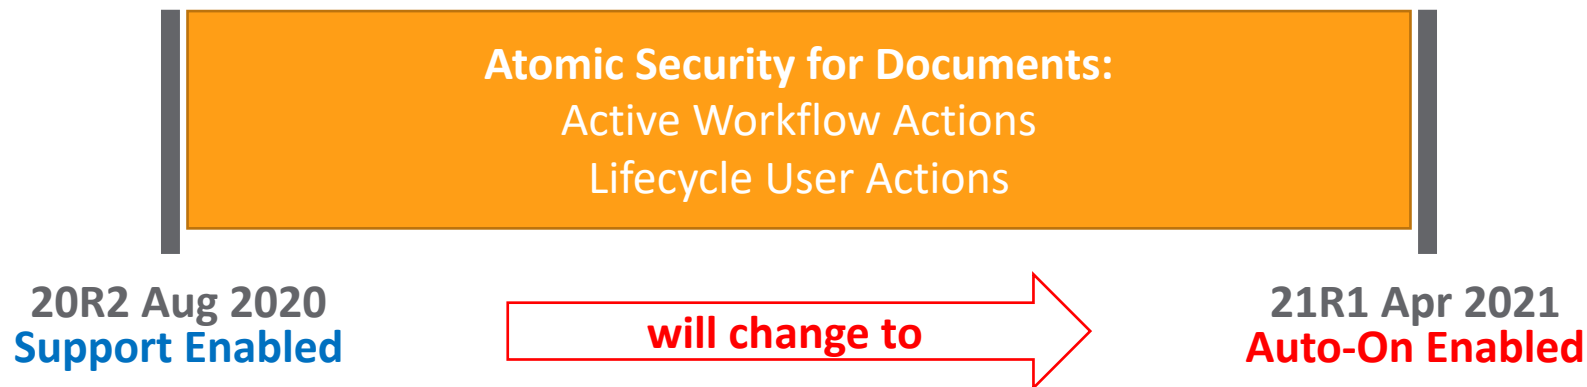 Atomic Security for Documents:
Active Workflow Actions
Lifecycle User Actions
20R2 Aug 2020
Support Enabled
will change to
21R1 Apr 2021
Auto-On Enabled